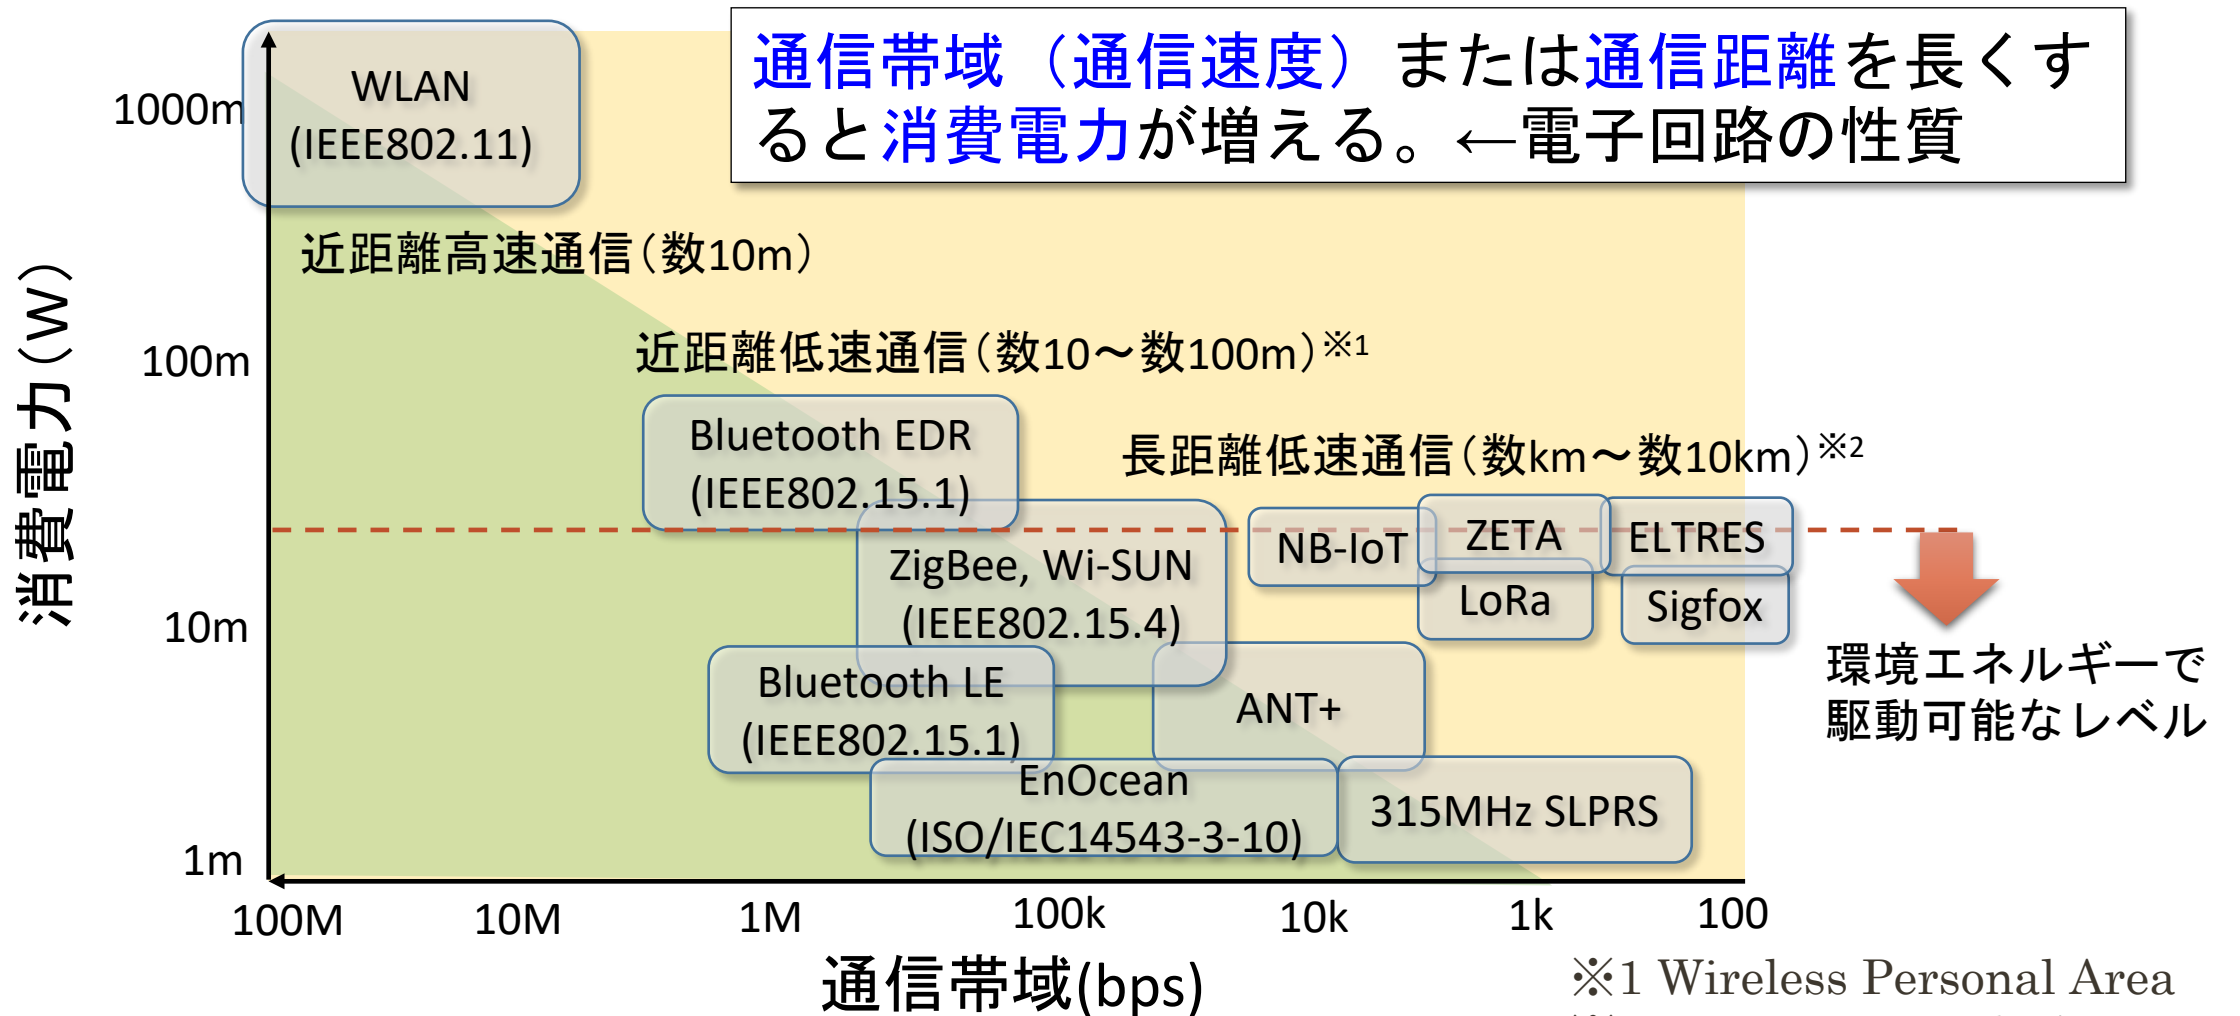 通信帯域（通信速度）または通信距離を長くす
ると消費電力が増える。←電子回路の性質
消費電力（W）
1000m
100m
10m
1m
WLAN
(IEEE802.11)
近距離高速通信（数10m）
近距離低速通信（数10～数100m）※1
Bluetooth EDR
(IEEE802.15.1)
長距離低速通信（数km～数10km）※2
ZigBee, Wi-SUN
(IEEE802.15.4)
NB-IoT
ZETA
ELTRES
LoRa
Sigfox
Bluetooth LE
(IEEE802.15.1)
ANT+
EnOcean
(ISO/IEC14543-3-10)
315MHz SLPRS
環境エネルギーで
駆動可能なレベル
100M
10M
1M
100k
10k
1k
100
通信帯域(bps)
※1 Wireless Personal Area